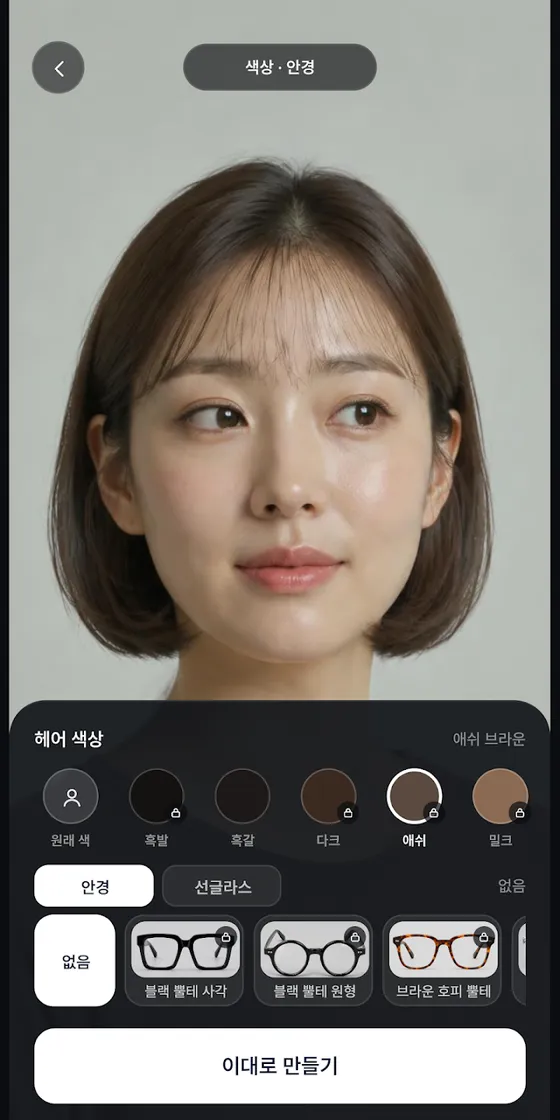 색상 · 안경
헤어 색상
애쉬 브라운
원래 색
흑발
흑갈
다크
애쉬
밀크
안경
선글라스
없음
없음
블랙 뿔테 사각
블랙 뿔테 원형
브라운 호피 뿔테
이대로 만들기